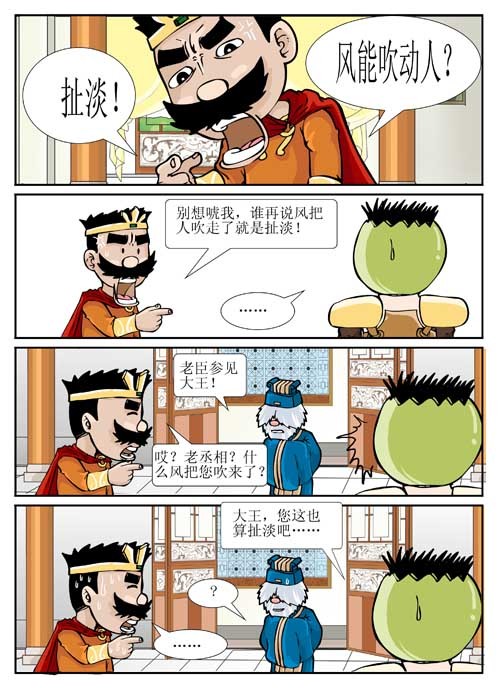 扯淡！
风能吹动人？
别想唬我，谁再说风把
人吹走了就是扯淡！
……
老臣参见
大王！
哎？老丞相？什
么风把您吹来了？
大王，您这也
算扯淡吧……
？
……